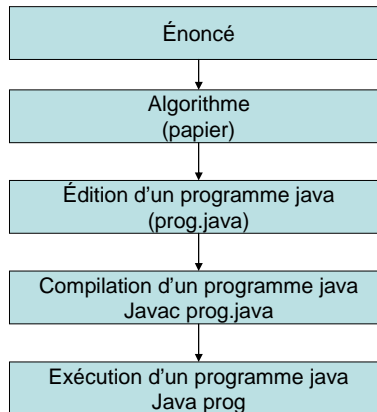 Énoncé
Algorithme
(papier)
Édition d'un programme java
(prog.java)
Compilation d'un programme java
Javac prog.java
Exécution d'un programme java
Java prog